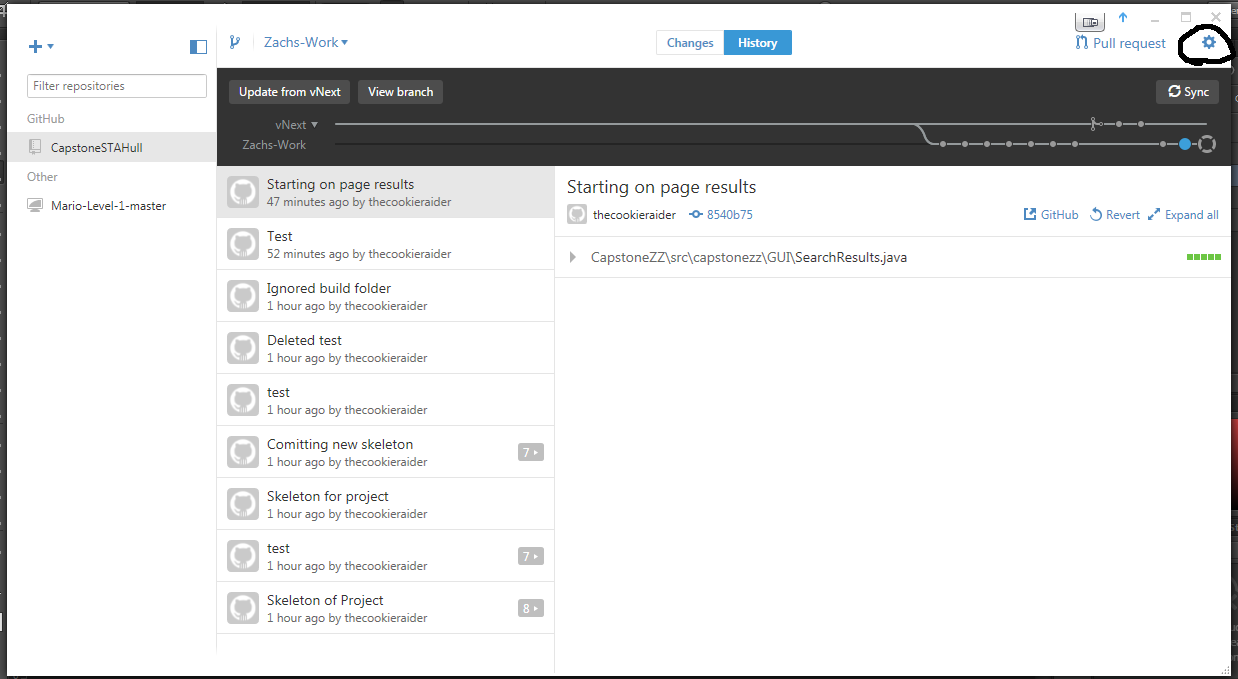 Zachs-Work
Changes
History
Pull request
Filter repositories
GitHub
CapstoneSTAHull
Other
Mario-Level-1-master
Update from vNext
View branch
Sync
vNext
Zachs-Work
Starting on page results
47 minutes ago by thecookieraider
Test
52 minutes ago by thecookieraider
Ignored build folder
1 hour ago by thecookieraider
Deleted test
1 hour ago by thecookieraider
test
1 hour ago by thecookieraider
Comitting new skeleton
1 hour ago by thecookieraider
7
Skeleton for project
1 hour ago by thecookieraider
test
1 hour ago by thecookieraider
7
Skeleton of Project
1 hour ago by thecookieraider
8
Starting on page results
thecookieraider 8540b75
GitHub Revert Expand all
CapstoneZZ\src\capstonezz\GUI\SearchResults.java